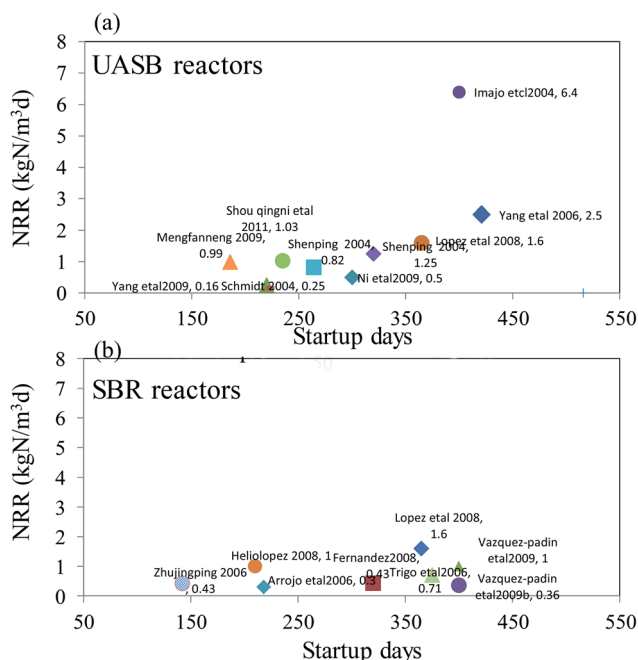 (a)
UASB reactors
NRR (kgN/m³d)
8
7
6
5
4
3
2
1
0
Imajo etcl2004, 6.4
Yang etal 2006, 2.5
Shou qingni etal
2011, 1.03
Mengfanneng 2009,
0.99
Shenping 2004,
0.82
Lopez etal 2008, 1.6
Shenping 2004,
1.25
Ni etal2009, 0.5
Yang etal2009, 0.16
Schmidt 2004, 0.25
50
150
250
350
450
550
Startup days
(b)
SBR reactors
NRR (kgN/m³d)
8
7
6
5
4
3
2
1
0
Lopez etal 2008,
1.6
Heliolopez 2008, 1
Fernandez2008,
0.43
Vazquez-padin
etal2009, 1
Zhujingping 2006
, 0.43
Arrojo etal2006, 0.3
Trigo etal2006,
0.71
Vazquez-padin
etal2009b, 0.36
50
150
250
350
450
550
Startup days